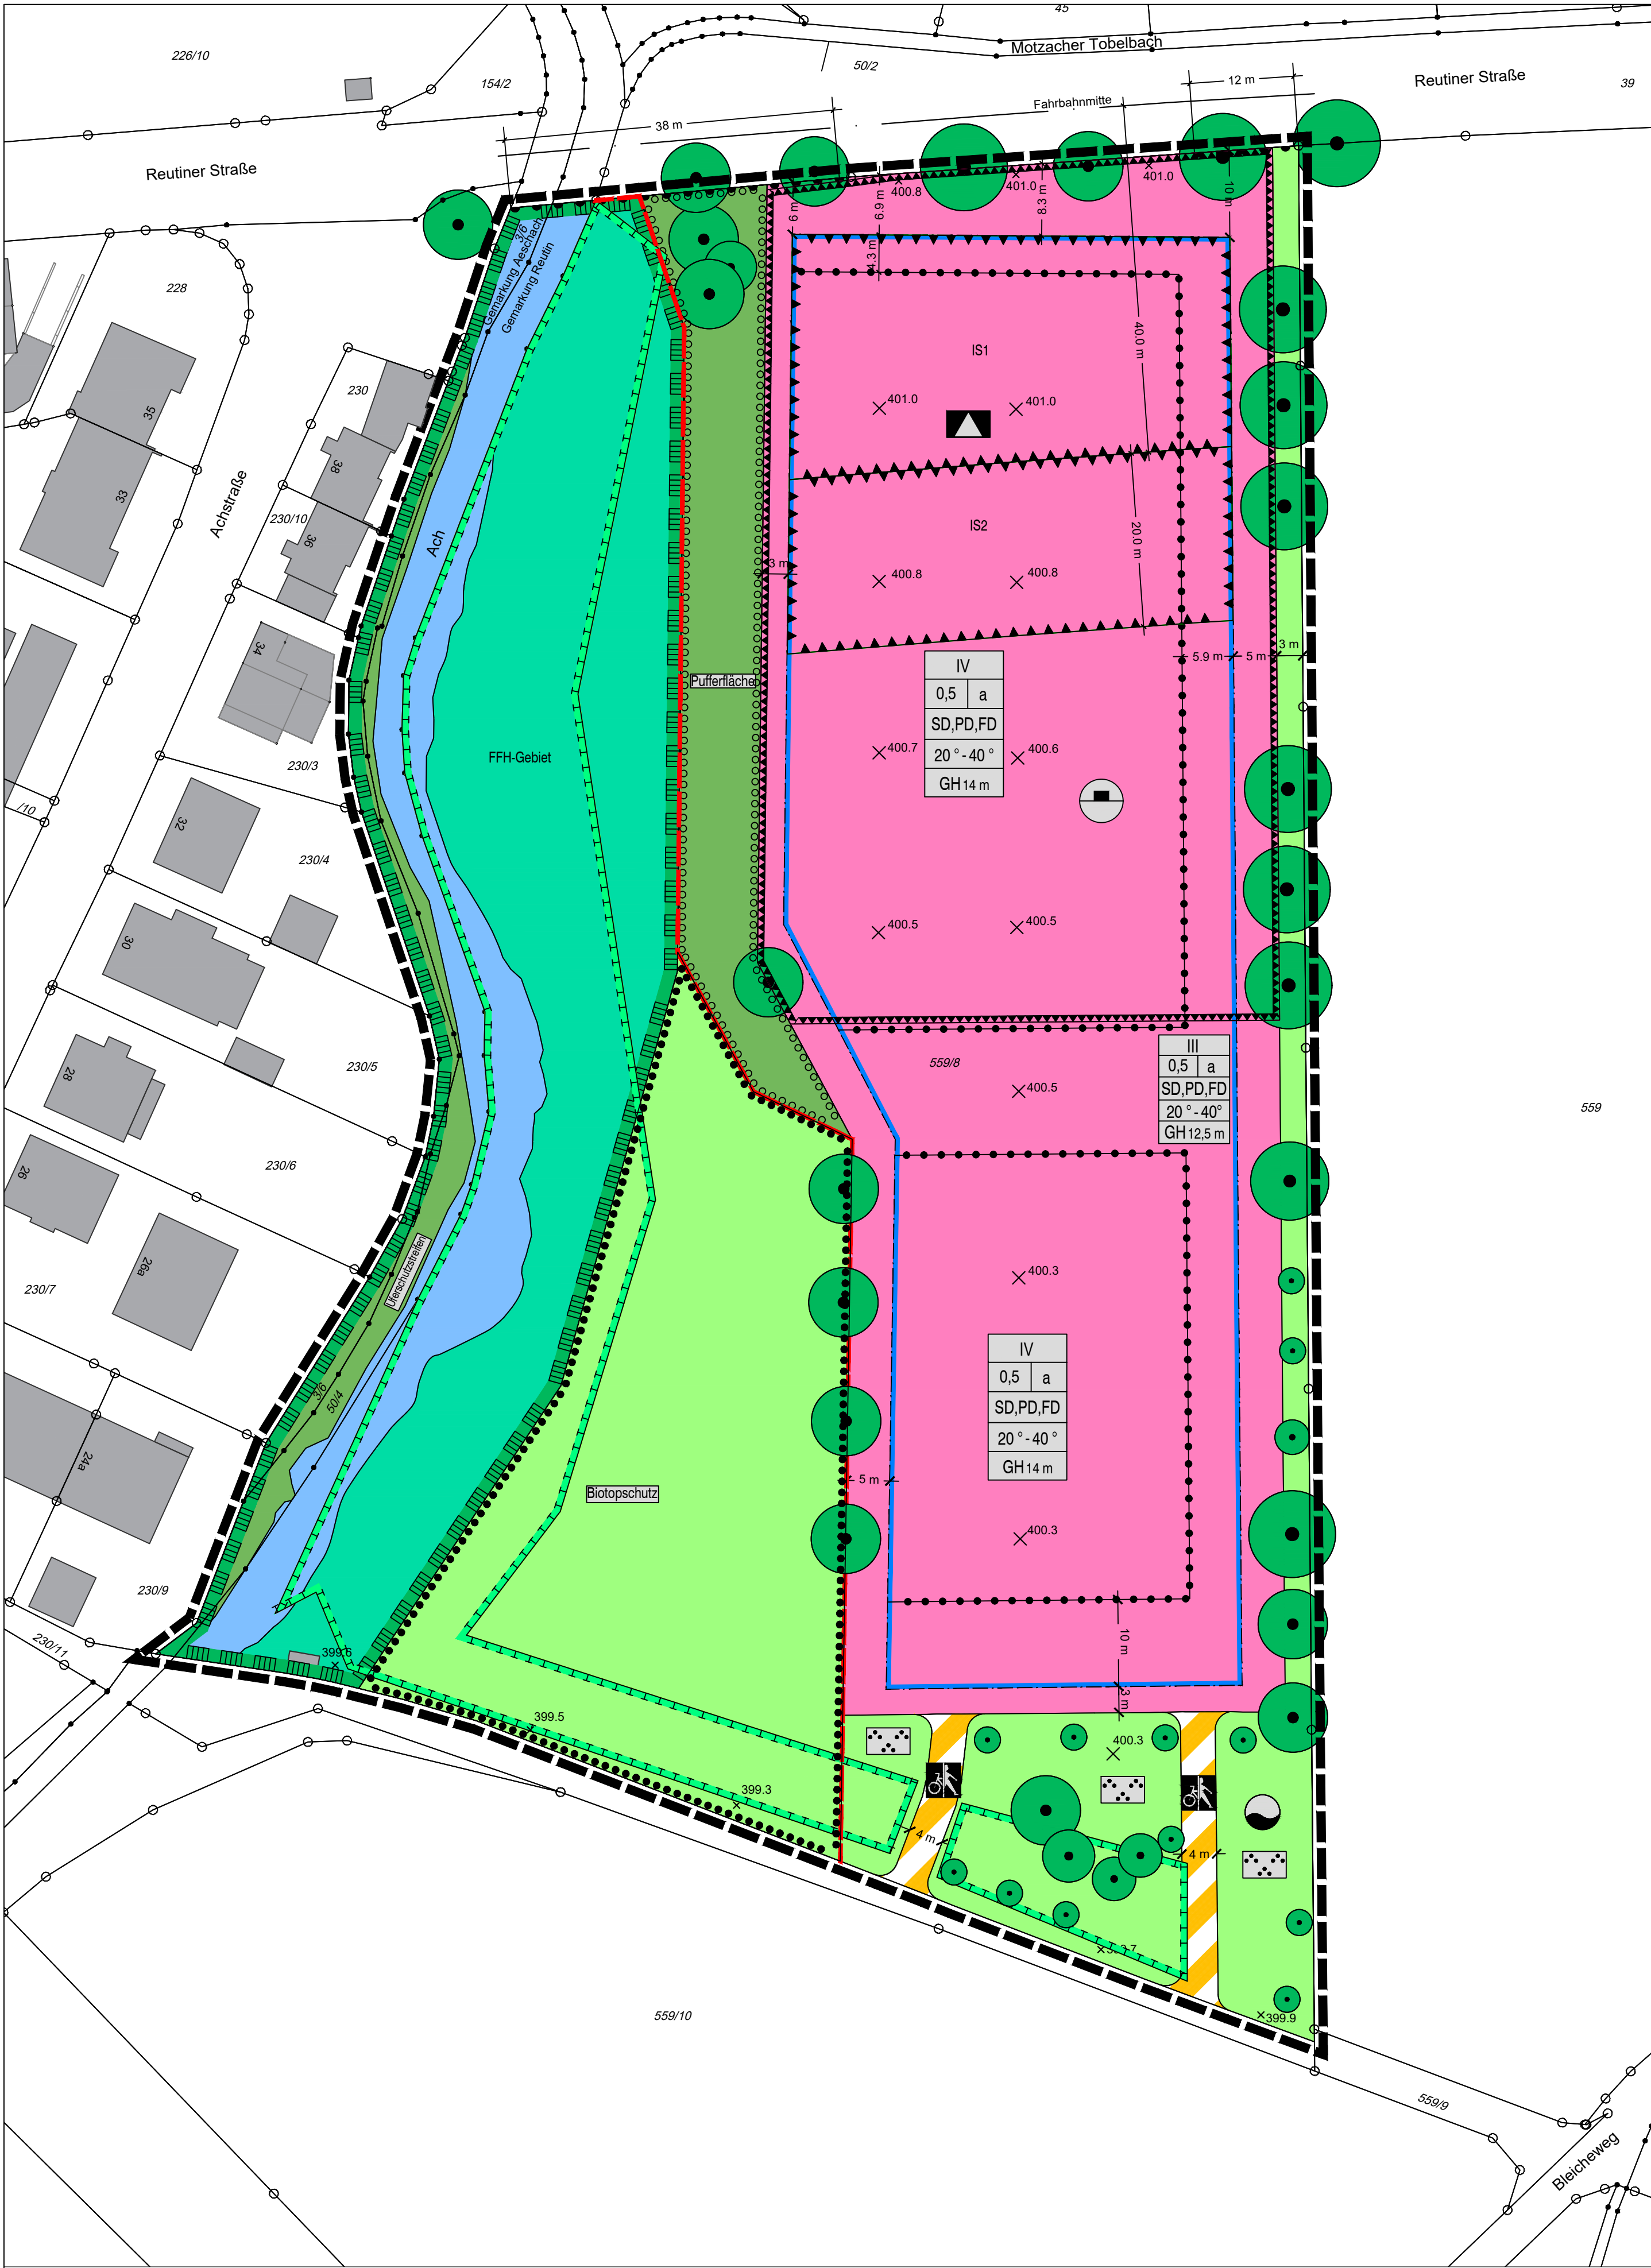 45
Motzacher Tobelbach
226/10
154/2
50/2
12 m
Reutiner Straße
39
Fahrbahnmitte
38 m
Reutiner Straße
400.8
401.0
401.0
6 m
6.9 m
8.3 m
10 m
3/6
Gemarkung Aeschach
Gemarkung Reutin
4.3 m
228
40.0 m
IS1
230
35
401.0
401.0
38
33
Achstraße
230/10
36
Ach
IS2
20.0 m
3 m
400.8
400.8
34
3 m
5.9 m
5 m
IV
0,5 a
SD,PD,FD
20°-40°
GH 14 m
Pufferfläche
FFH-Gebiet
400.7
400.6
230/3
/10
32
230/4
400.5
400.5
30
559/8
III
0,5 a
SD,PD,FD
20°-40°
GH 12,5 m
230/5
28
400.5
559
26
230/6
26a
Uferschutzstreifen
400.3
230/7
IV
0,5 a
SD,PD,FD
20°-40°
GH 14 m
3/6
50/4
24a
5 m
Biotopschutz
400.3
230/9
230/11
10 m
399.6
3 m
399.5
400.3
399.3
4 m
4 m
559/10
399.9
559/9
Bleicheweg